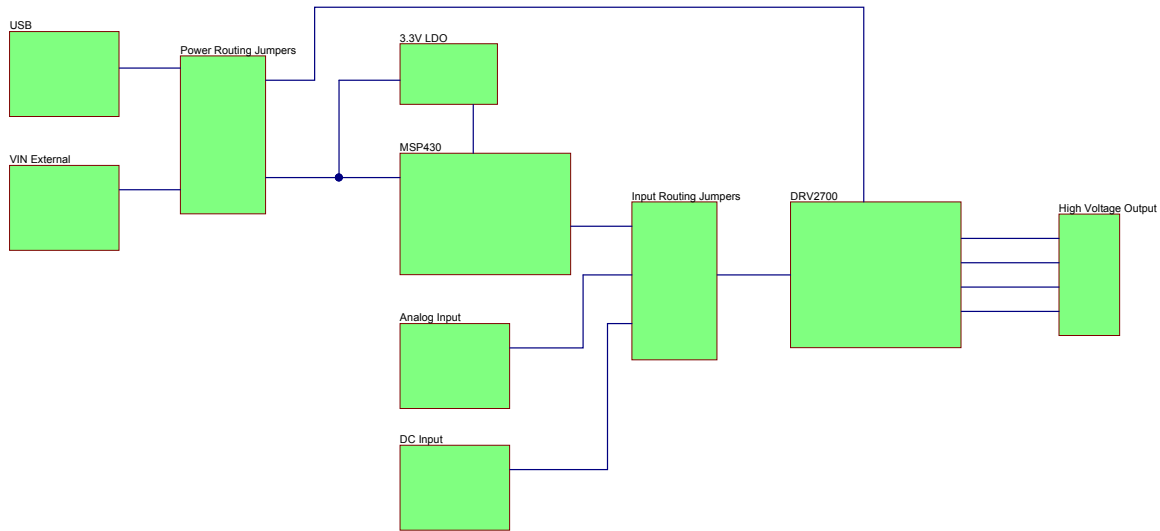 USB
Power Routing Jumpers
3.3V LDO
VIN External
MSP430
Input Routing Jumpers
DRV2700
High Voltage Output
Analog Input
DC Input